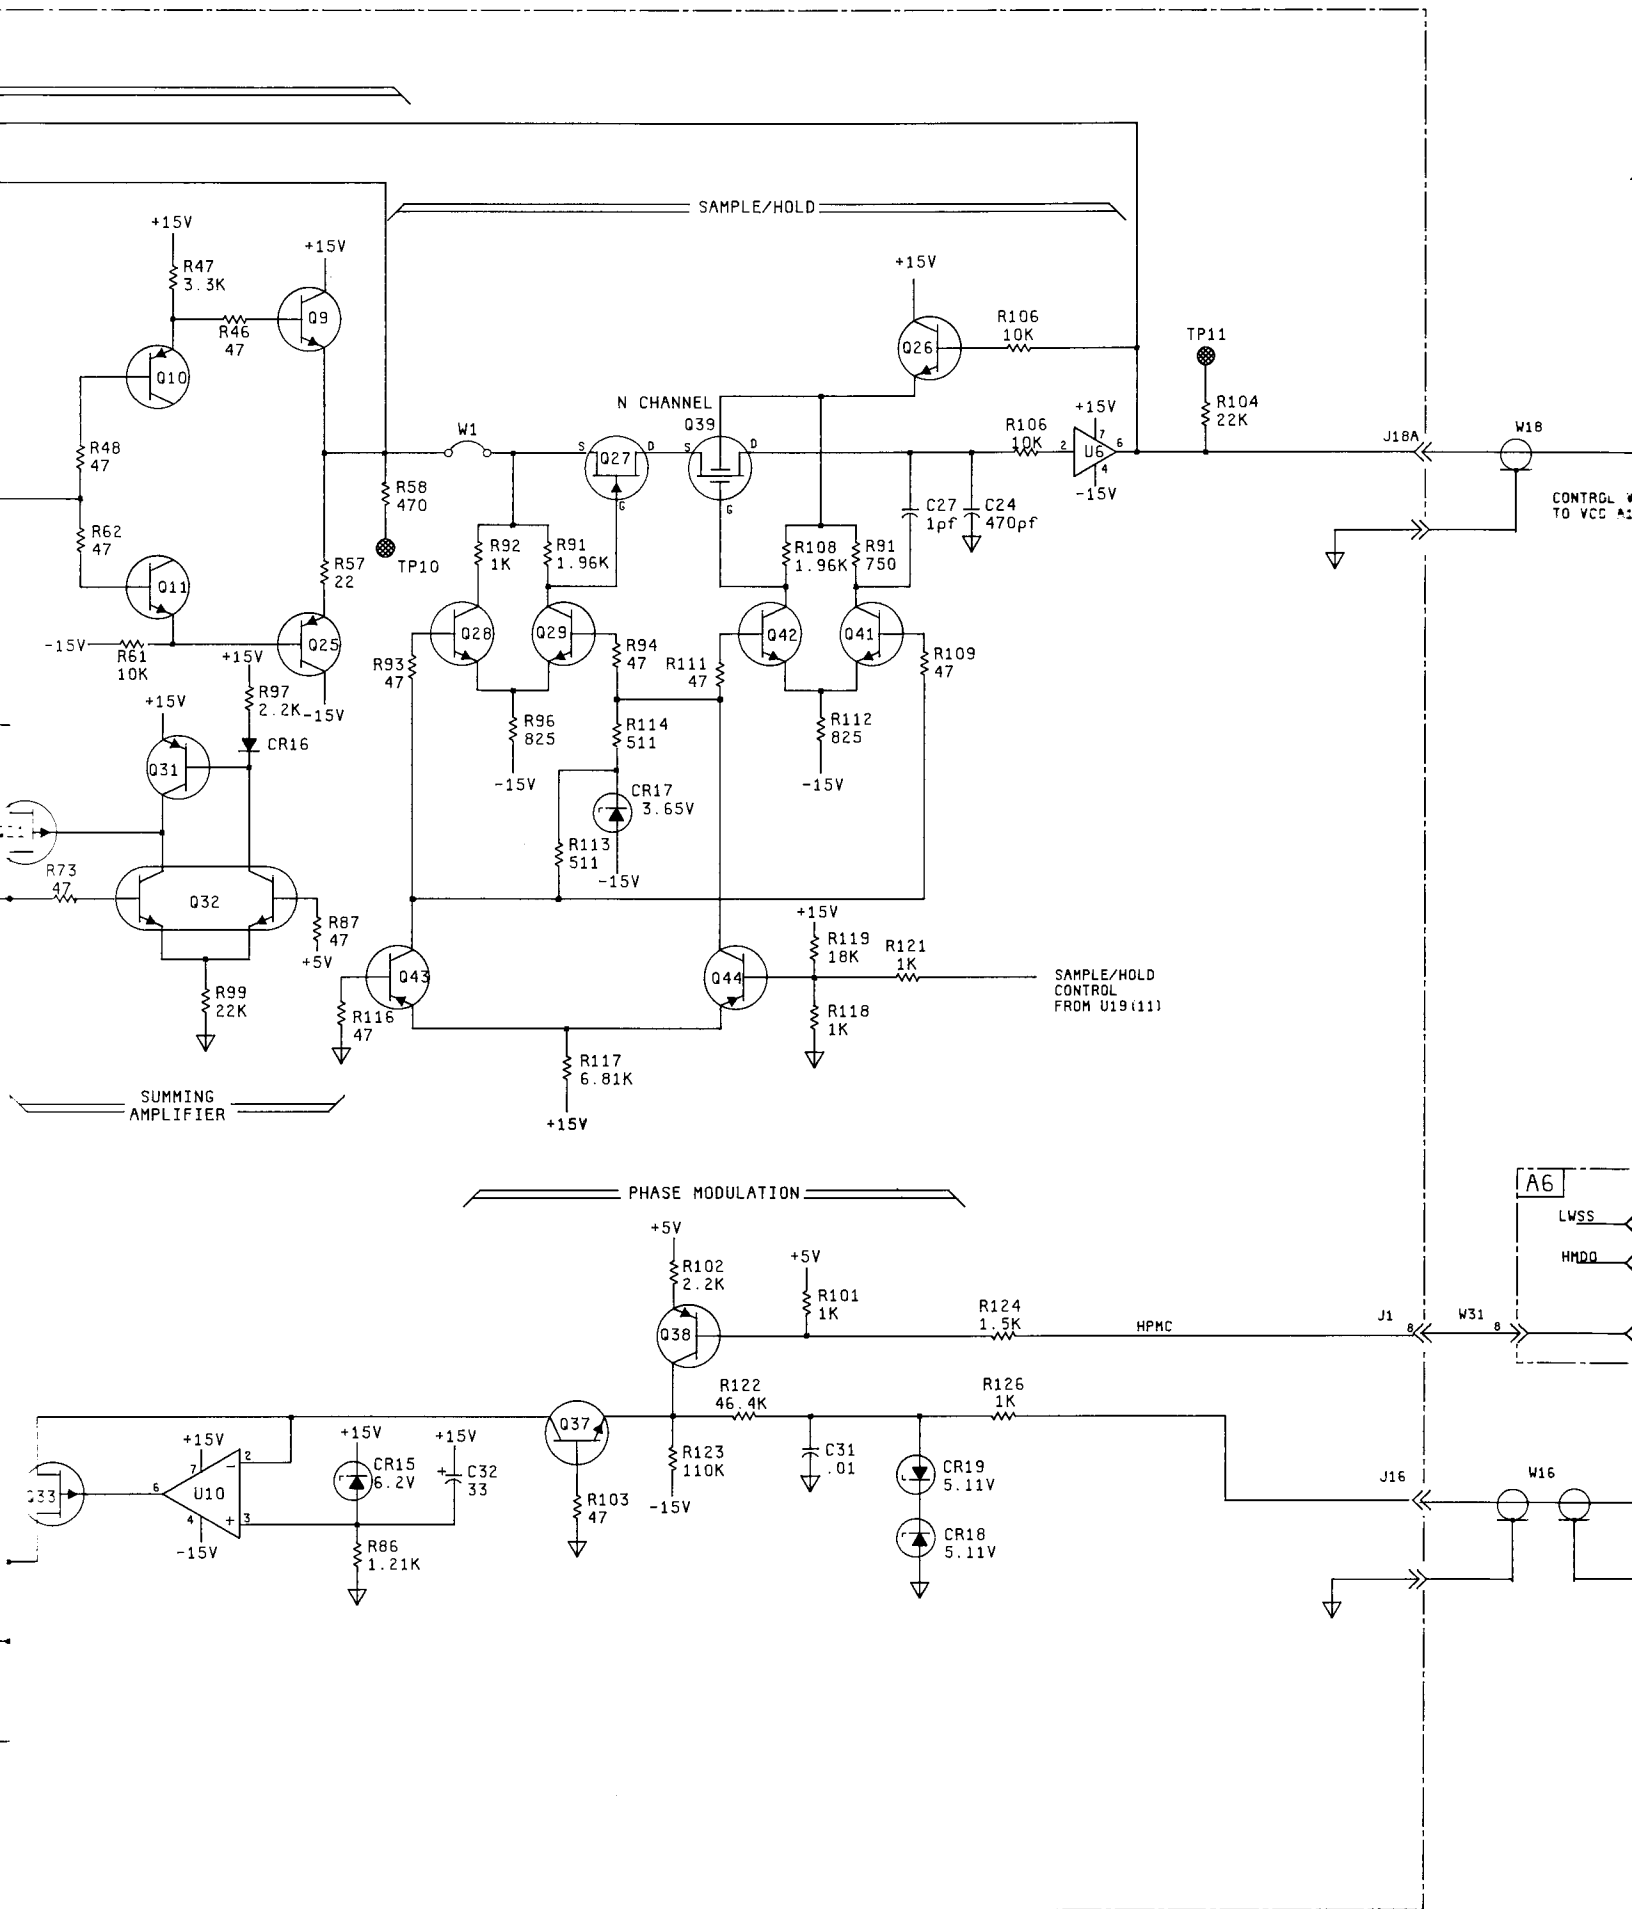 SAMPLE/HOLD
+15V
R47
3.3K
+15V
R46
47
Q9
Q10
+15V
Q26
R106
10K
TP11
R104
22K
N CHANNEL
Q39
W1
R48
47
S
Q27
D
G
S
D
G
R106
10K
+15V
2
7
U6
6
4
-15V
J18A
W18
R58
470
TP10
C27
1pf
C24
470pf
CONTROL
TO VCC
R62
47
R92
1K
R91
1.96K
R108
1.96K
R91
750
R57
22
Q11
Q28
Q29
Q42
Q41
-15V
R61
10K
Q25
+15V
R93
47
R94
47
R111
47
R109
47
R97
2.2K
-15V
+15V
CR16
Q31
R96
825
-15V
R114
511
R112
825
-15V
CR17
3.65V
R113
511
-15V
R73
47
Q32
R87
47
+5V
+15V
R119
18K
R121
1K
Q43
Q44
SAMPLE/HOLD
CONTROL
FROM U19(11)
R99
22K
R116
47
R118
1K
R117
6.81K
+15V
SUMMING
AMPLIFIER
PHASE MODULATION
A6
LWSS
HMDO
+5V
R102
2.2K
+5V
R101
1K
R124
1.5K
HPMC
J1
8
W31
8
Q38
R122
46.4K
R126
1K
Q37
+15V
7
2
-
U10
6
4
+
3
-15V
+15V
CR15
6.2V
+15V
+
C32
33
R123
110K
-15V
C31
.01
CR19
5.11V
J16
W16
Q33
R103
47
CR18
5.11V
R86
1.21K